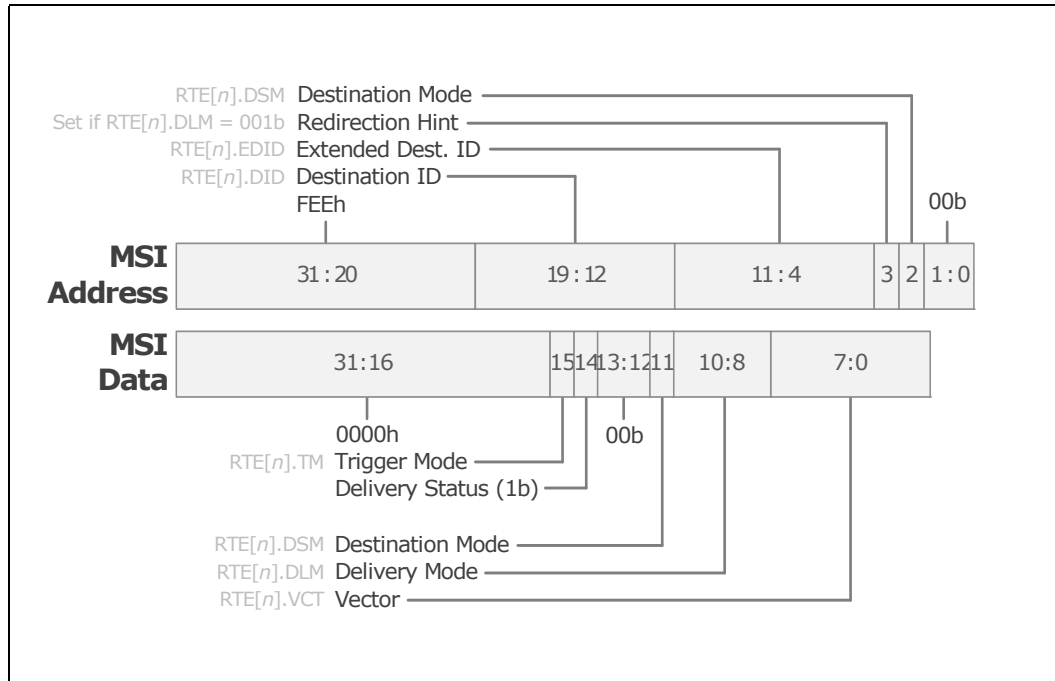 RTE[n].DSM Destination Mode
Set if RTE[n].DLM = 001b Redirection Hint
RTE[n].EDID Extended Dest. ID
RTE[n].DID Destination ID
FEEh
00b
MSI Address
31:20 19:12 11:4 3 2 1:0
MSI Data
31:16 15 14 13:12 11 10:8 7:0
0000h 00b
RTE[n].TM Trigger Mode
Delivery Status (1b)
RTE[n].DSM Destination Mode
RTE[n].DLM Delivery Mode
RTE[n].VCT Vector